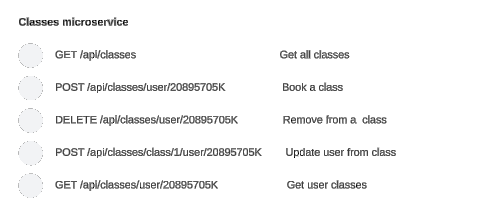 Classes microservice
GET /api/classes Get all classes
POST /api/classes/user/20895705K Book a class
DELETE /api/classes/user/20895705K Remove from a class
POST /api/classes/class/1/user/20895705K Update user from class
GET /api/classes/user/20895705K Get user classes